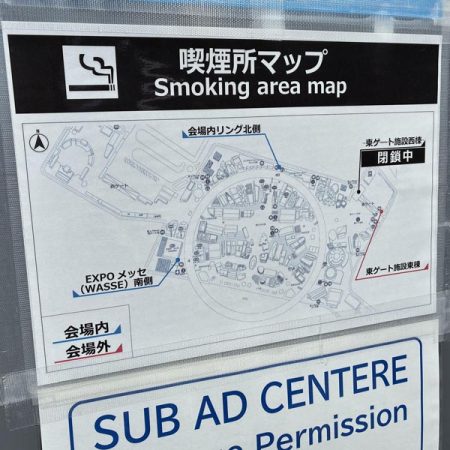 喫煙所マップ
Smoking area map
会場内リング北側
東ゲート施設西棟
閉鎖中
EXPO メッセ
(WASSE) 南側
東ゲート施設東棟
会場内
会場外
SUB AD CENTERE
Permission